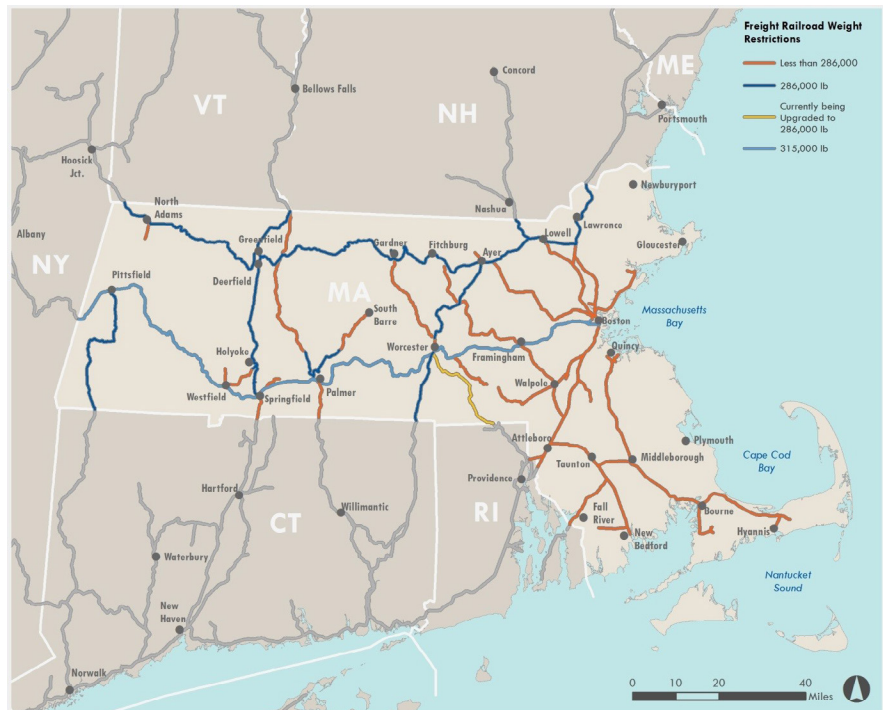 Freight Railroad Weight
Restrictions
Less than 286,000
286,000 lb
Currently being
Upgraded to
286,000 lb
315,000 lb
ME
Concord
VT
Bellows Falls
NH
Portsmouth
Hoosick
Jct.
Newburyport
North
Adams
Nashua
Lawrence
Albany
Greenfield
Gardner
Fitchburg
Ayer
Lowell
Gloucester
NY
Pittsfield
Deerfield
MA
South
Barre
Massachusetts
Bay
Boston
Holyoke
Worcester
Framingham
Quincy
Westfield
Springfield
Palmer
Walpole
Attleboro
Plymouth
Taunton
Middleborough
Cape Cod
Bay
Hartford
Providence
CT
Willimantic
RI
Fall
River
Bourne
Hyannis
New
Bedford
Waterbury
Nantucket
Sound
New
Haven
Norwalk
0 10 20 40
Miles